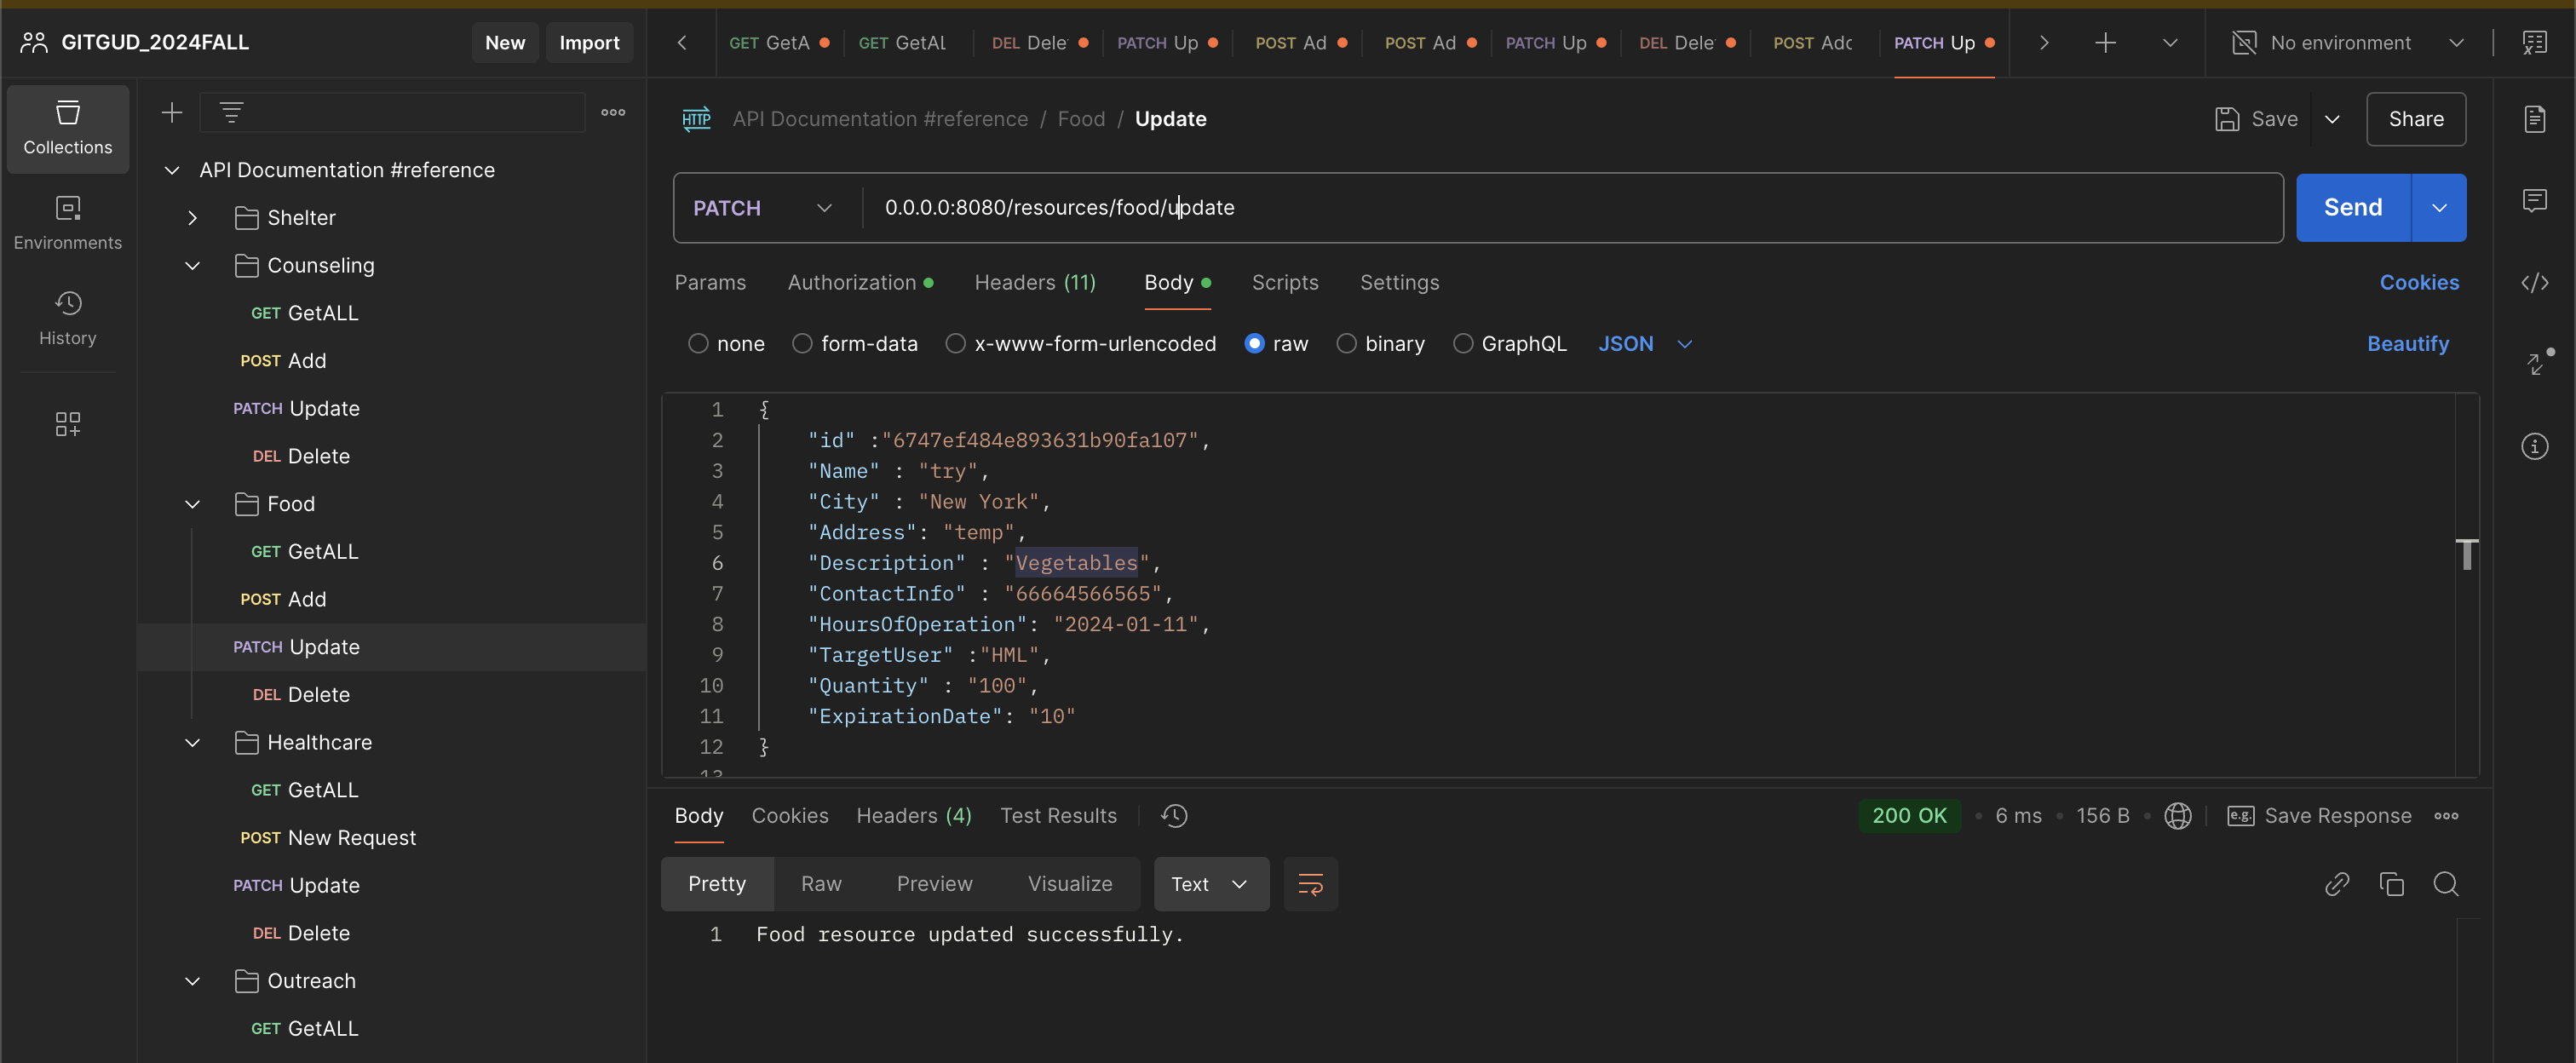 GITGUD_2024FALL
New
Import
GET GetA
GET GetAL
DEL Dele
PATCH Up
POST Ad
POST Ad
PATCH Up
DEL Dele
POST Adc
PATCH Up
No environment
Collections
Environments
History
API Documentation #reference
Shelter
Counseling
GET GetALL
POST Add
PATCH Update
DEL Delete
Food
GET GetALL
POST Add
PATCH Update
DEL Delete
Healthcare
GET GetALL
POST New Request
PATCH Update
DEL Delete
Outreach
GET GetALL
HTTP API Documentation #reference / Food / Update
Save
Share
PATCH
0.0.0.0:8080/resources/food/update
Send
Params Authorization Headers (11) Body Scripts Settings
Cookies
none form-data x-www-form-urlencoded raw binary GraphQL JSON
Beautify
1 {
2 "id" :"6747ef484e893631b90fa107",
3 "Name" : "try",
4 "City" : "New York",
5 "Address": "temp",
6 "Description" : "Vegetables",
7 "ContactInfo" : "66664566565",
8 "HoursOfOperation": "2024-01-11",
9 "TargetUser" :"HML",
10 "Quantity" : "100",
11 "ExpirationDate": "10"
12 }
13
Body Cookies Headers (4) Test Results
200 OK • 6 ms • 156 B •
e.g. Save Response
Pretty Raw Preview Visualize
Text
1 Food resource updated successfully.